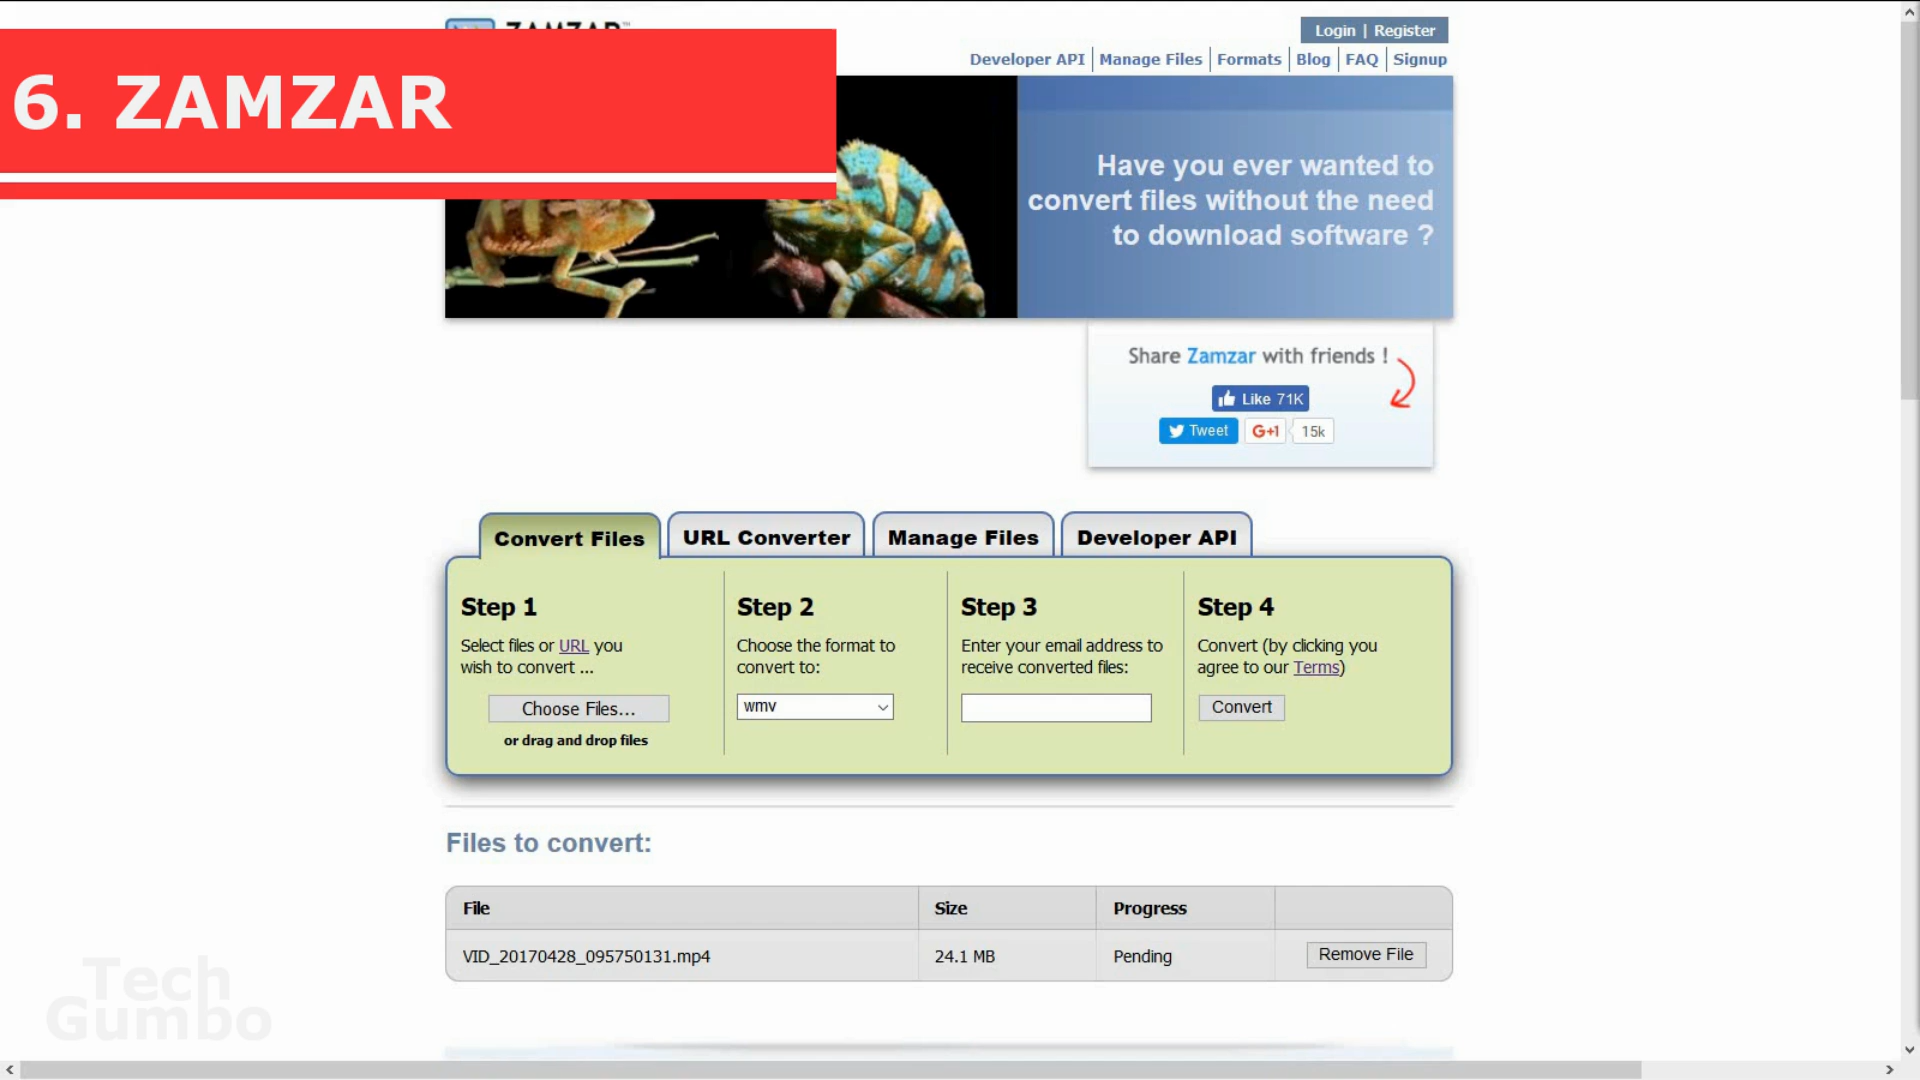 ZAMZAR™
6. ZAMZAR
Login | Register
Developer API | Manage Files | Formats | Blog | FAQ | Signup
Have you ever wanted to
convert files without the need
to download software ?
Share Zamzar with friends !
Like 71K
Tweet G+1 15k
Convert Files URL Converter Manage Files Developer API
Step 1
Select files or URL you
wish to convert ...
Choose Files...
or drag and drop files
Step 2
Choose the format to
convert to:
wmv
Step 3
Enter your email address to
receive converted files:
Step 4
Convert (by clicking you
agree to our Terms)
Convert
Files to convert:
File Size Progress
VID_20170428_095750131.mp4 24.1 MB Pending Remove File
Tech
Gumbo